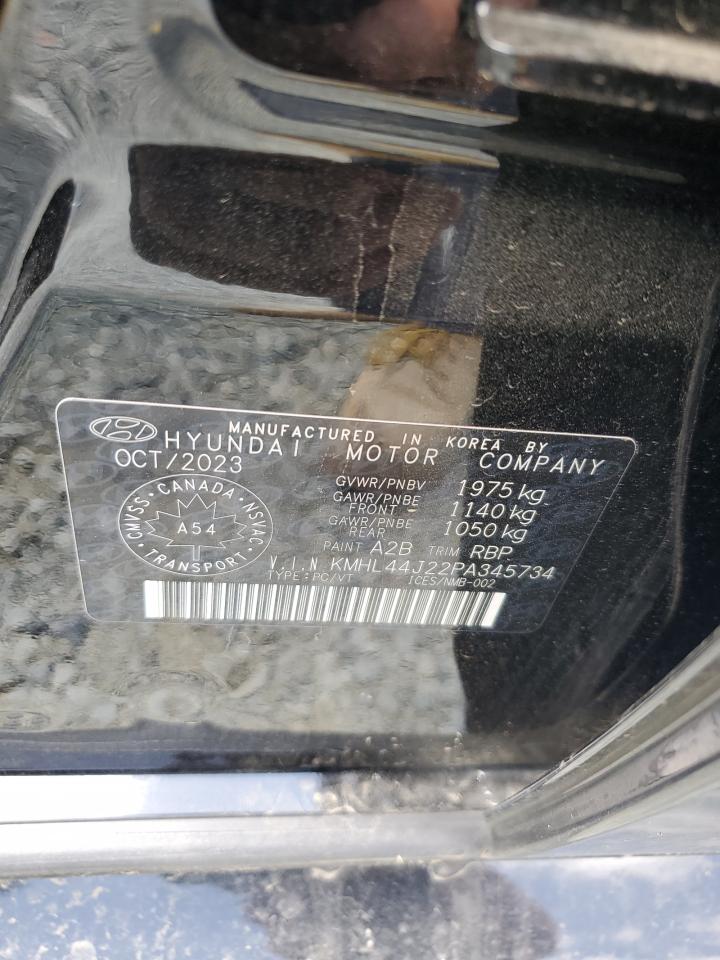 MANUFACTURED IN KOREA BY
HYUNDAI MOTOR COMPANY
OCT/2023
GVWR/PNBV 1975 kg
GAWR/PNBE FRONT 1140 kg
GAWR/PNBE REAR 1050 kg
PAINT A2B TRIM RBP
V.I.N KMHL44J22PA345734
TYPE: PC/VT ICES/NMB-002
CANADA
CMVSS · NSVAC
A54
TRANSPORT